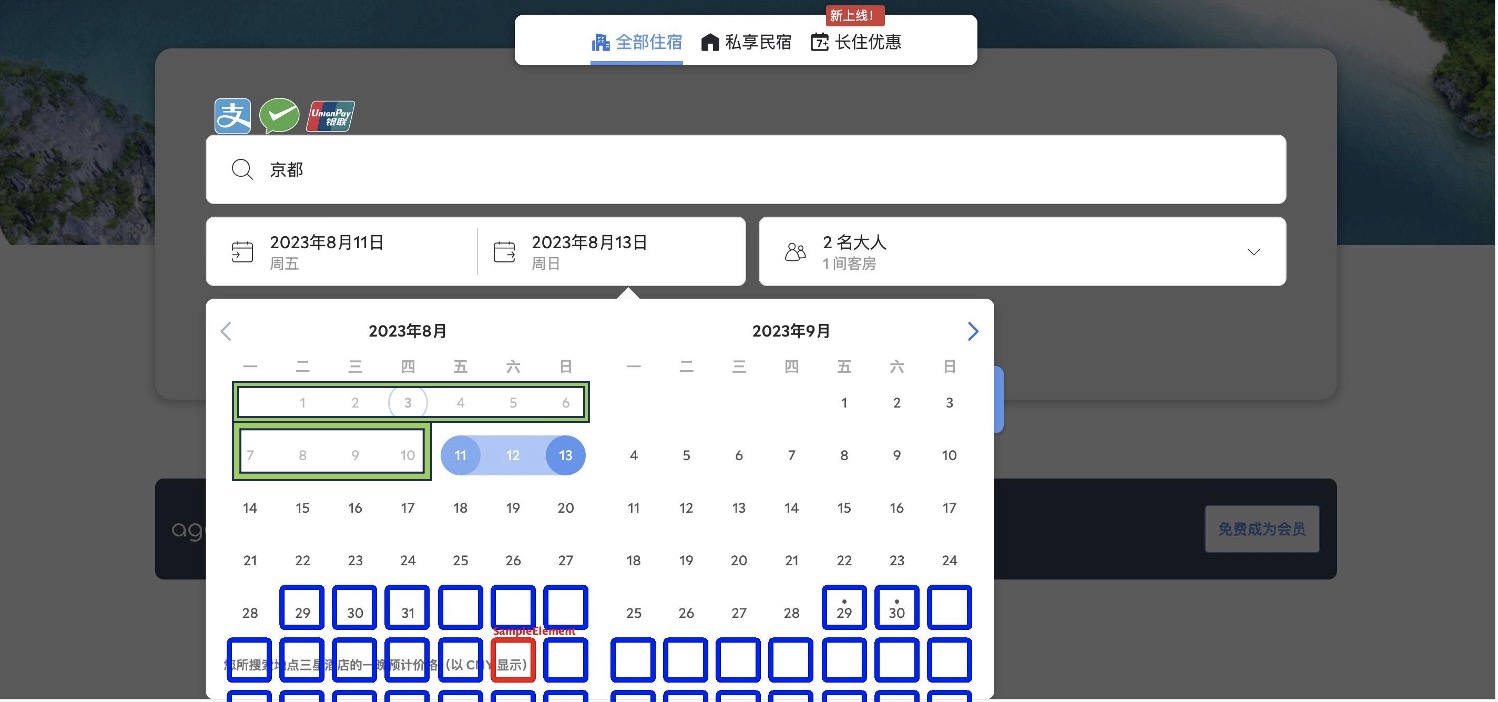 新上线!
全部住宿 私享民宿 长住优惠
支 UnionPay 银联
京都
2023年8月11日 2023年8月13日 2 名大人
周五 周日 1 间客房
2023年8月 2023年9月
一 二 三 四 五 六 日 一 二 三 四 五 六 日
1 2 3 4 5 6 1 2 3
7 8 9 10 11 12 13 4 5 6 7 8 9 10
14 15 16 17 18 19 20 11 12 13 14 15 16 17
ag 免费成为会员
21 22 23 24 25 26 27 18 19 20 21 22 23 24
28 29 30 31 25 26 27 28 29 30
SampleElement
您所搜索地点三星酒店的一晚预计价格（以 CNY 显示）